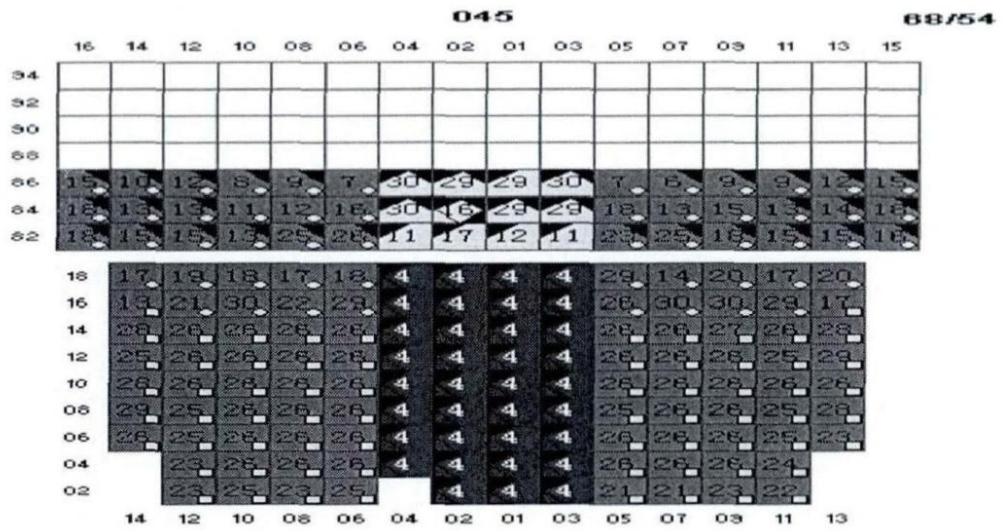 045 68/54
16 14 12 10 08 06 04 02 01 03 05 07 09 11 13 15
94
92
90
88
86 15 10 12 8 9 7 30 29 29 30 7 6 9 9 12 15
84 18 13 13 11 12 16 30 16 29 29 18 13 15 13 14 18
82 18 15 15 13 25 26 11 17 12 11 23 25 18 15 15 16
18 17 19 18 17 18 4 4 4 4 29 14 20 17 20
16 13 21 30 22 29 4 4 4 4 26 30 30 29 17
14 28 26 26 26 26 4 4 4 4 26 26 27 26 28
12 25 26 26 26 26 4 4 4 4 26 26 26 25 29
10 26 26 26 26 26 4 4 4 4 26 26 26 26 26
08 29 25 26 26 26 4 4 4 4 25 26 26 25 28
06 26 25 26 26 26 4 4 4 4 26 26 26 25 23
04 23 26 26 26 4 4 4 4 26 26 26 24
02 23 25 23 25 4 4 4 21 21 23 22
14 12 10 08 06 04 02 01 03 05 07 09 11 13